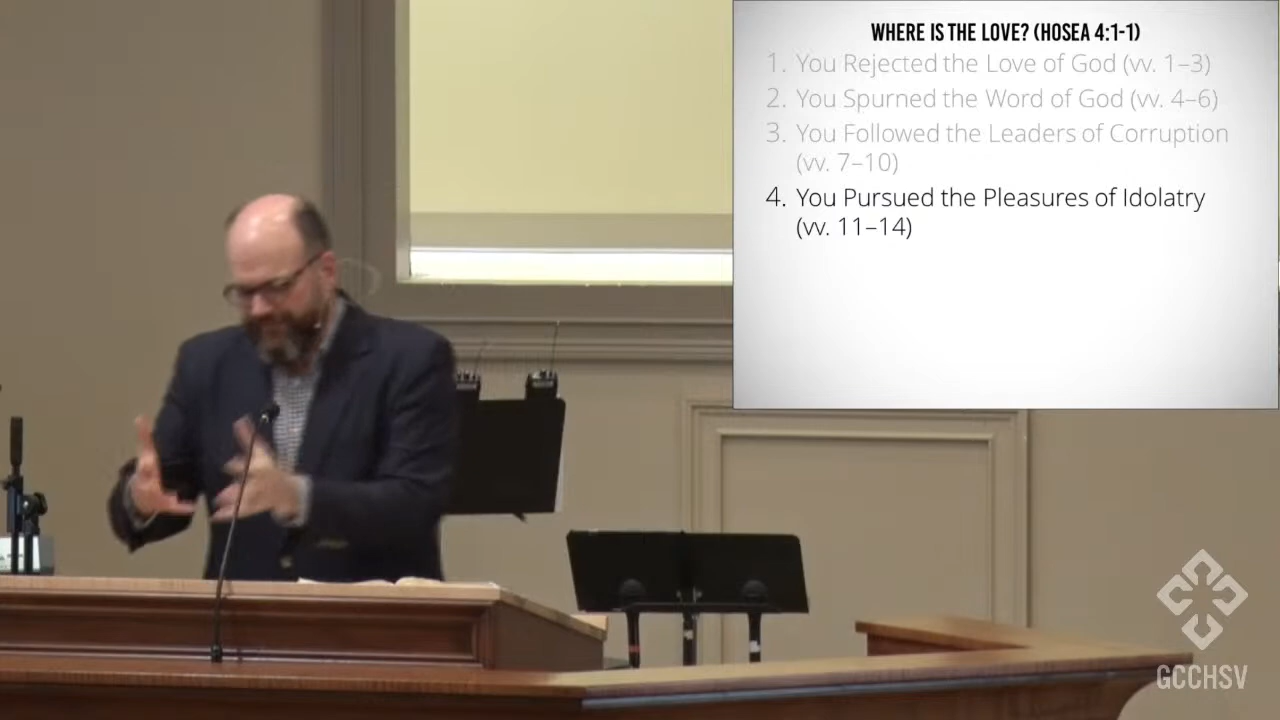 WHERE IS THE LOVE? (HOSEA 4:1-1)
1. You Rejected the Love of God (vv. 1–3)
2. You Spurned the Word of God (vv. 4–6)
3. You Followed the Leaders of Corruption
(vv. 7–10)
4. You Pursued the Pleasures of Idolatry
(vv. 11–14)
GCCHSV